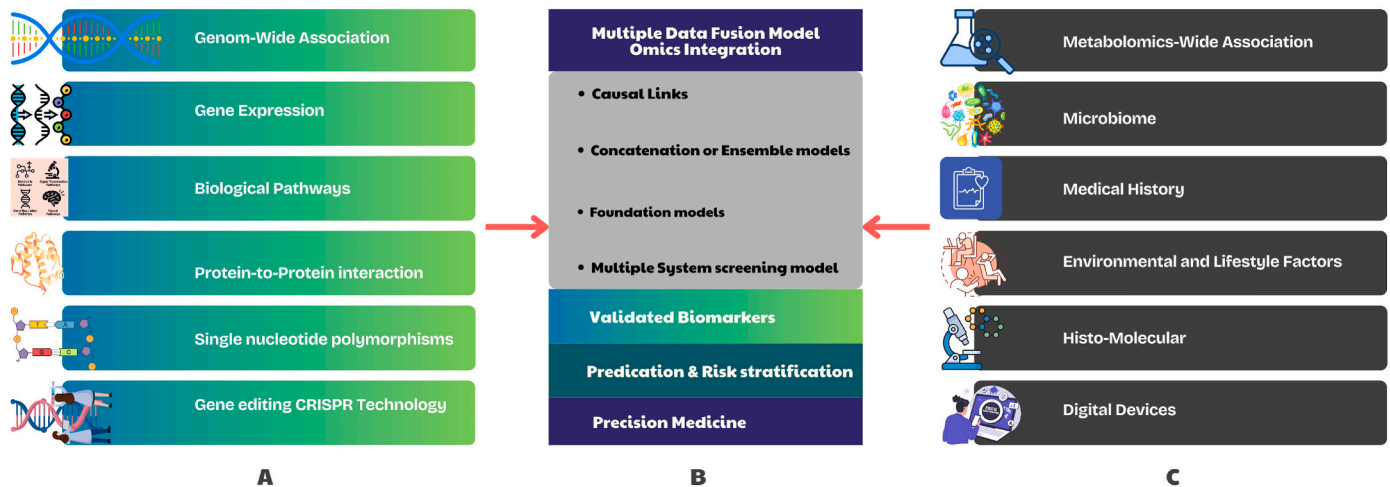 Genom-Wide Association
Gene Expression
Biological Pathways
Protein-to-Protein interaction
Single nucleotide polymorphisms
Gene editing CRISPR Technology
A
Multiple Data Fusion Model
Omics Integration
• Causal Links
• Concatenation or Ensemble models
• Foundation models
• Multiple System screening model
Validated Biomarkers
Predication & Risk stratification
Precision Medicine
B
Metabolomics-Wide Association
Microbiome
Medical History
Environmental and Lifestyle Factors
Histo-Molecular
Digital Devices
C